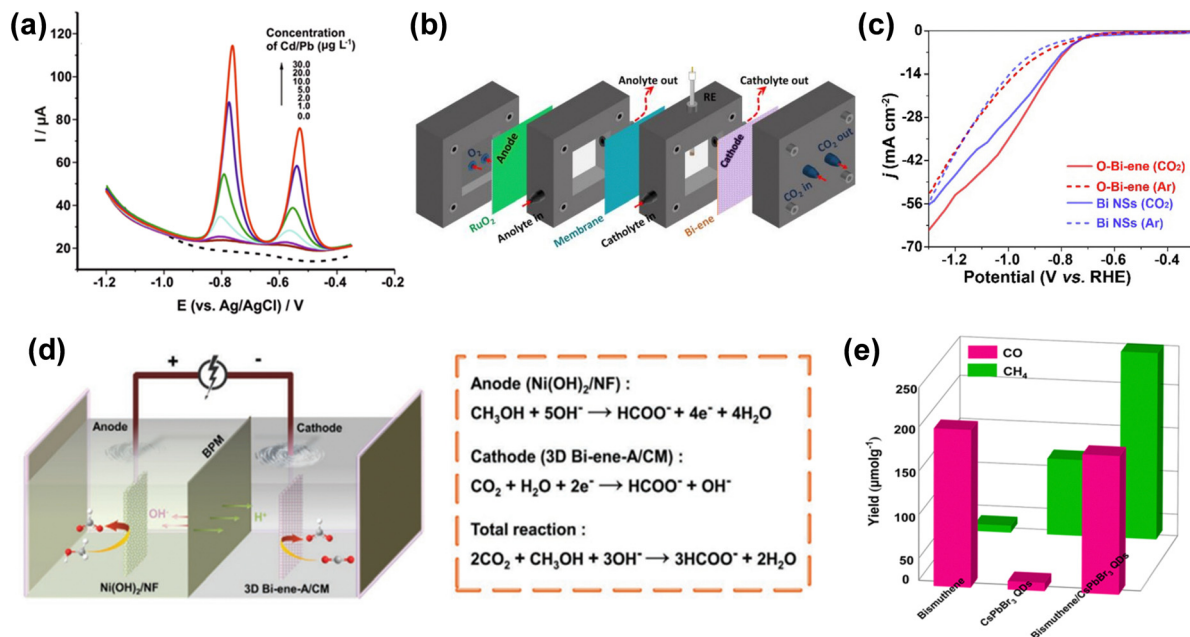 (a)
Concentration
of Cd/Pb (µg L⁻¹)
30.0
20.0
10.0
5.0
2.0
1.0
0.0
I / µA
120
100
80
60
40
20
-1.2
-1.0
-0.8
-0.6
-0.4
-0.2
E (vs. Ag/AgCl) / V
(b)
Anolyte out
Catholyte out
RE
O₂
Anode
Cathode
CO₂ out
CO₂ in
RuO₂
Anolyte in
Membrane
Catholyte in
Bi-ene
(c)
j (mA cm⁻²)
0
-14
-28
-42
-56
-70
O-Bi-ene (CO₂)
O-Bi-ene (Ar)
Bi NSs (CO₂)
Bi NSs (Ar)
-1.2
-1.0
-0.8
-0.6
-0.4
Potential (V vs. RHE)
(d)
+
-
Anode
BPM
Cathode
OH⁻
H⁺
Ni(OH)₂/NF
3D Bi-ene-A/CM
Anode (Ni(OH)₂/NF) :
CH₃OH + 5OH⁻ → HCOO⁻ + 4e⁻ + 4H₂O
Cathode (3D Bi-ene-A/CM) :
CO₂ + H₂O + 2e⁻ → HCOO⁻ + OH⁻
Total reaction :
2CO₂ + CH₃OH + 3OH⁻ → 3HCOO⁻ + 2H₂O
(e)
CO
CH₄
Yield (µmolg⁻¹)
250
200
150
100
50
0
Bismuthene
CsPbBr₃ QDs
Bismuthene/CsPbBr₃ QDs